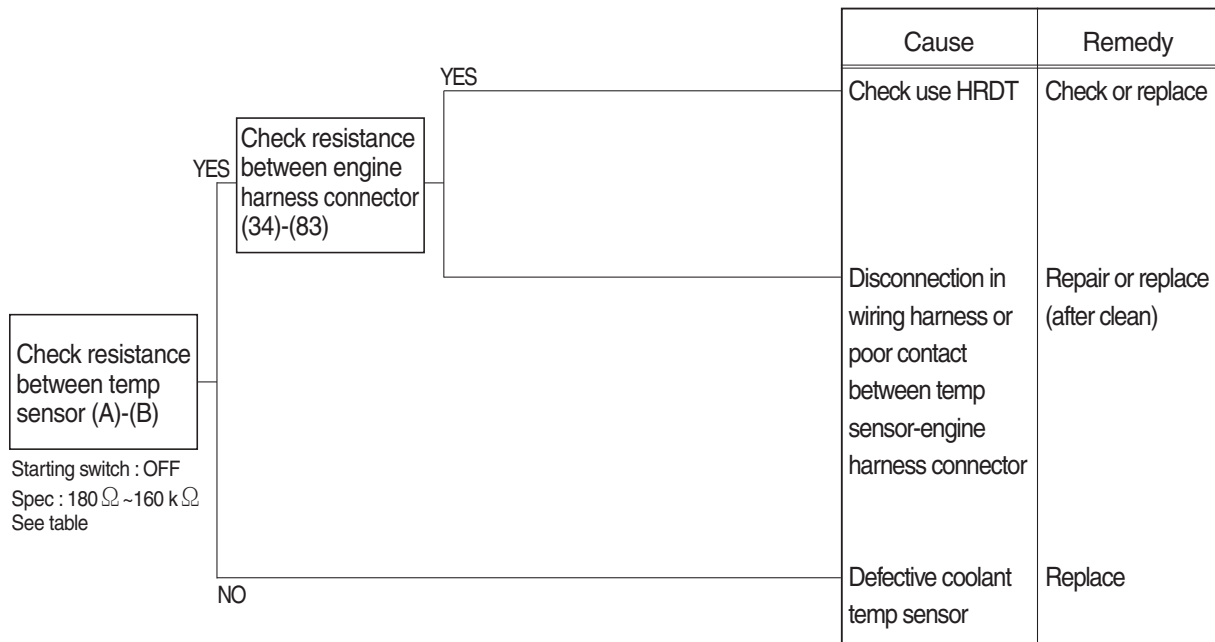 Cause
Remedy
YES
Check use HRDT
Check or replace
YES
Check resistance
between engine
harness connector
(34)-(83)
Disconnection in
wiring harness or
poor contact
between temp
sensor-engine
harness connector
Repair or replace
(after clean)
Check resistance
between temp
sensor (A)-(B)
Starting switch : OFF
Spec : 180 Ω ~160 k Ω
See table
NO
Defective coolant
temp sensor
Replace